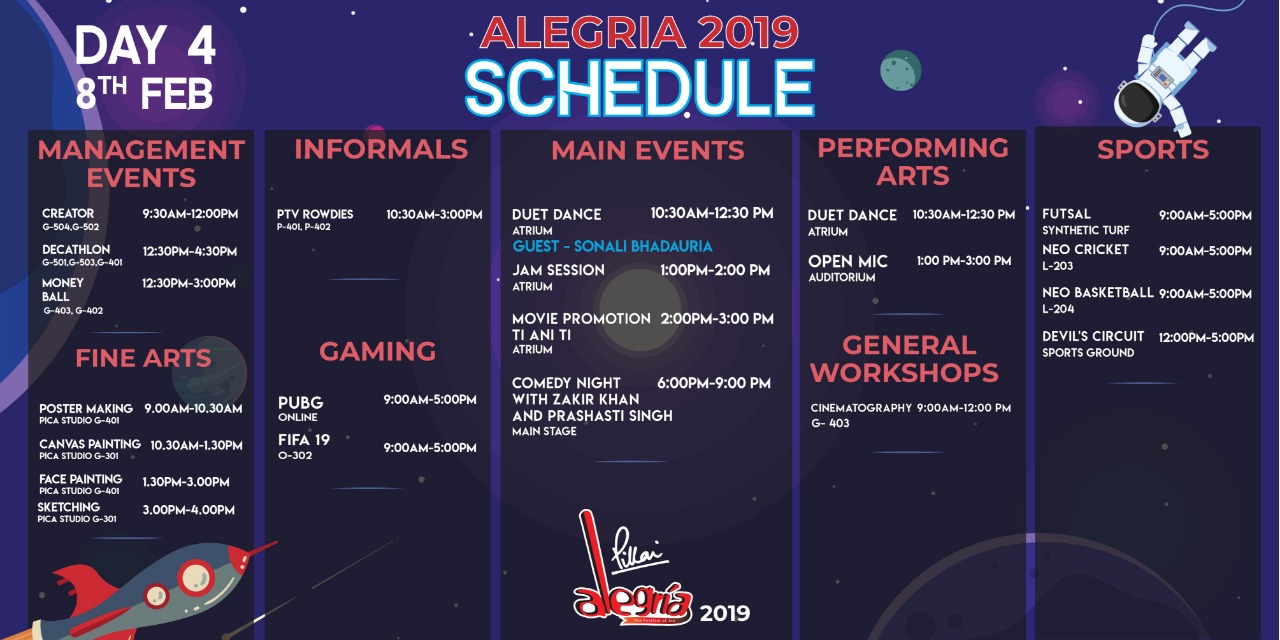 DAY 4
8TH FEB
ALEGRIA 2019
SCHEDULE
MANAGEMENT
EVENTS
CREATOR 9:30AM-12:00PM
G-504,G-502
DECATHLON 12:30PM-4:30PM
G-501,G-503,G-401
MONEY 12:30PM-3:00PM
BALL
G-403, G-402
FINE ARTS
POSTER MAKING 9.00AM-10.30AM
PICA STUDIO G-401
CANVAS PAINTING 10.30AM-1.30PM
PICA STUDIO G-301
FACE PAINTING 1.30PM-3.00PM
PICA STUDIO G-401
SKETCHING 3.00PM-4.00PM
PICA STUDIO G-301
INFORMALS
PTV ROWDIES 10:30AM-3:00PM
P-401, P-402
GAMING
PUBG 9:00AM-5:00PM
ONLINE
FIFA 19 9:00AM-5:00PM
O-302
MAIN EVENTS
DUET DANCE 10:30AM-12:30 PM
ATRIUM
GUEST - SONALI BHADAURIA
JAM SESSION 1:00PM-2:00 PM
ATRIUM
MOVIE PROMOTION 2:00PM-3:00 PM
TI ANI TI
ATRIUM
COMEDY NIGHT 6:00PM-9:00 PM
WITH ZAKIR KHAN
AND PRASHASTI SINGH
MAIN STAGE
Pillai
alegria 2019
The Festival of Joy
PERFORMING
ARTS
DUET DANCE 10:30AM-12:30 PM
ATRIUM
OPEN MIC 1:00 PM-3:00 PM
AUDITORIUM
GENERAL
WORKSHOPS
CINEMATOGRAPHY 9:00AM-12:00 PM
G- 403
SPORTS
FUTSAL 9:00AM-5:00PM
SYNTHETIC TURF
NEO CRICKET 9:00AM-5:00PM
L-203
NEO BASKETBALL 9:00AM-5:00PM
L-204
DEVIL'S CIRCUIT 12:00PM-5:00PM
SPORTS GROUND